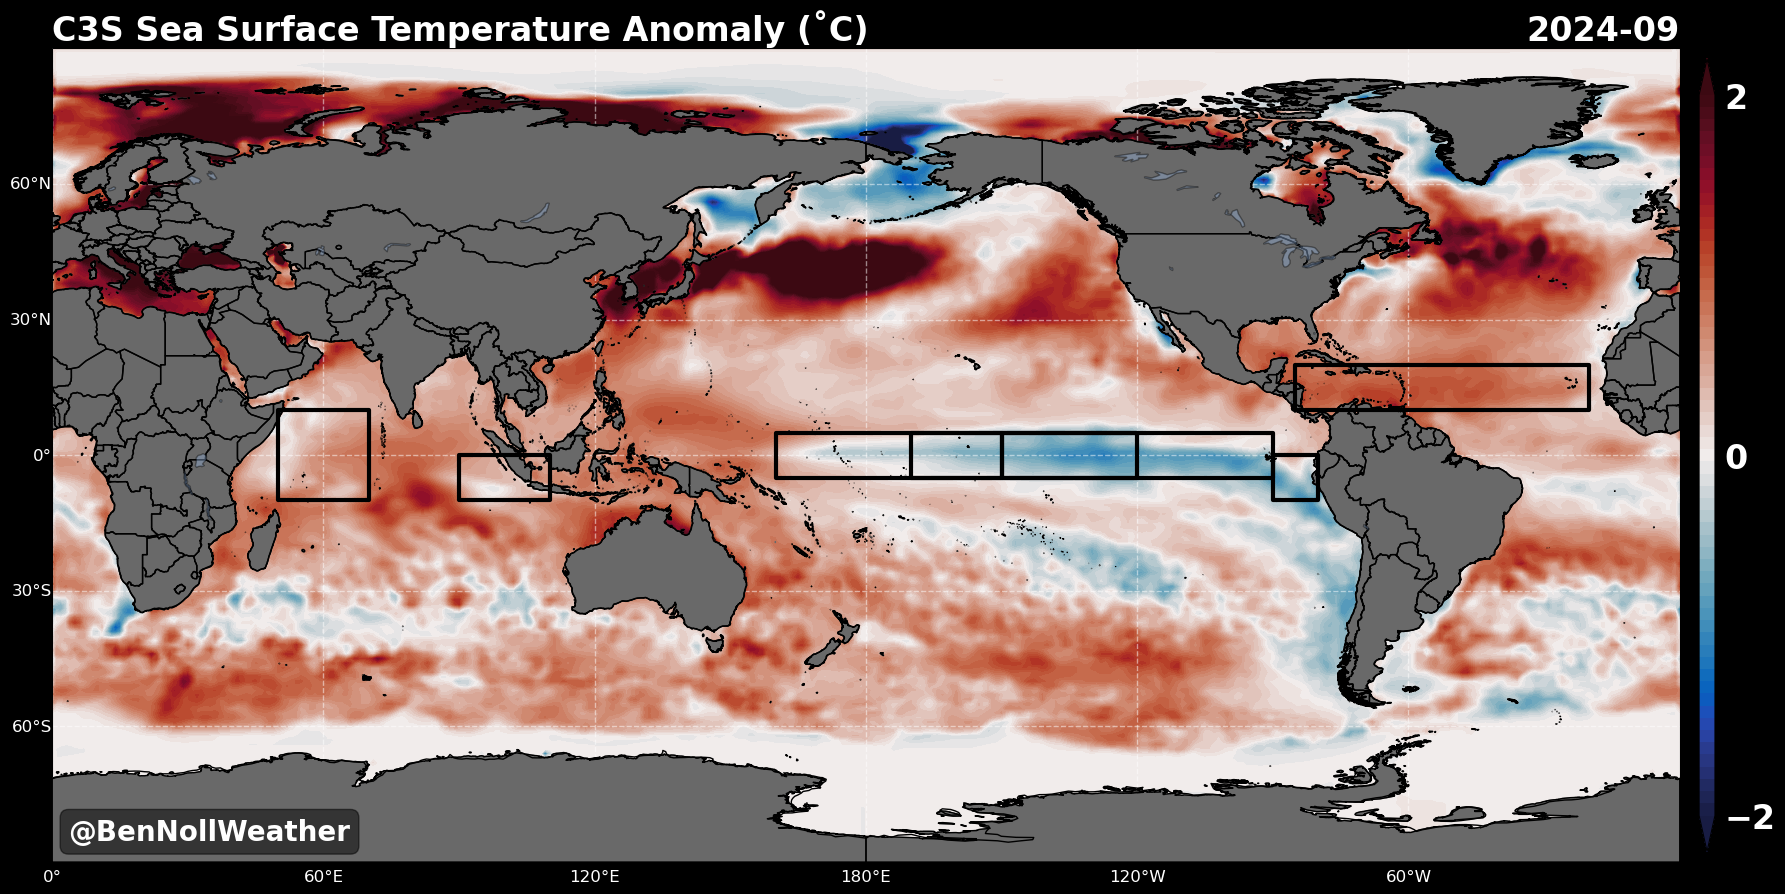 C3S Sea Surface Temperature Anomaly (˚C)
2024-09
2
0
−2
60°N
30°N
0°
30°S
60°S
@BenNollWeather
0°
60°E
120°E
180°E
120°W
60°W